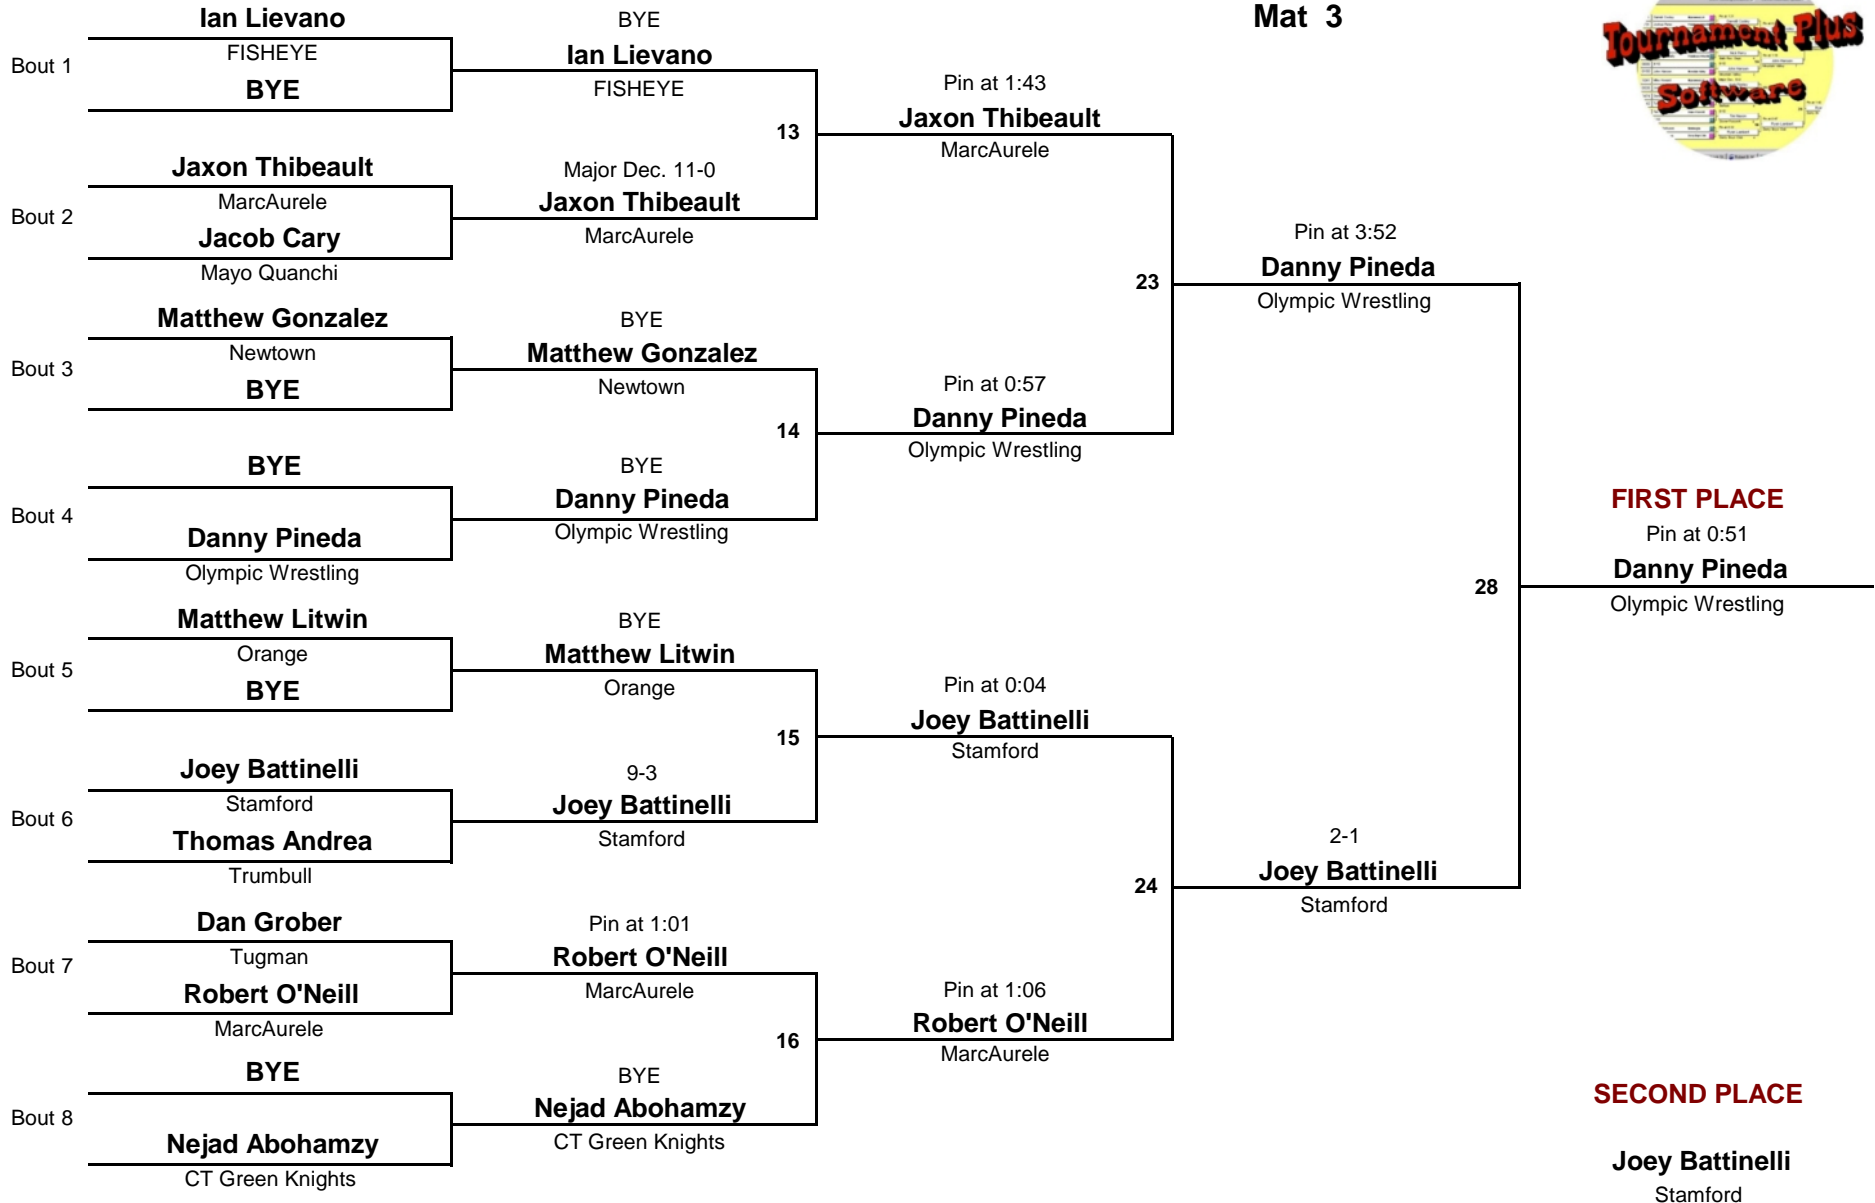 Mat 3
Tournament Plus
Software
Bout 1
Ian Lievano
FISHEYE
BYE
Bout 2
Jaxon Thibeault
MarcAurele
Jacob Cary
Mayo Quanchi
Bout 3
Matthew Gonzalez
Newtown
BYE
Bout 4
BYE
Danny Pineda
Olympic Wrestling
Bout 5
Matthew Litwin
Orange
BYE
Bout 6
Joey Battinelli
Stamford
Thomas Andrea
Trumbull
Bout 7
Dan Grober
Tugman
Robert O'Neill
MarcAurele
Bout 8
BYE
Nejad Abohamzy
CT Green Knights
BYE
Ian Lievano
FISHEYE
13
Major Dec. 11-0
Jaxon Thibeault
MarcAurele
BYE
Matthew Gonzalez
Newtown
14
BYE
Danny Pineda
Olympic Wrestling
BYE
Matthew Litwin
Orange
15
9-3
Joey Battinelli
Stamford
Pin at 1:01
Robert O'Neill
MarcAurele
16
BYE
Nejad Abohamzy
CT Green Knights
Pin at 1:43
Jaxon Thibeault
MarcAurele
23
Pin at 0:57
Danny Pineda
Olympic Wrestling
Pin at 0:04
Joey Battinelli
Stamford
24
Pin at 1:06
Robert O'Neill
MarcAurele
Pin at 3:52
Danny Pineda
Olympic Wrestling
28
2-1
Joey Battinelli
Stamford
FIRST PLACE
Pin at 0:51
Danny Pineda
Olympic Wrestling
SECOND PLACE
Joey Battinelli
Stamford